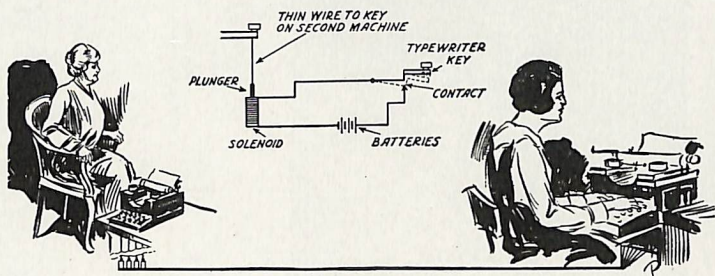 THIN WIRE TO KEY
ON SECOND MACHINE
TYPEWRITER
KEY
PLUNGER
CONTACT
SOLENOID
BATTERIES